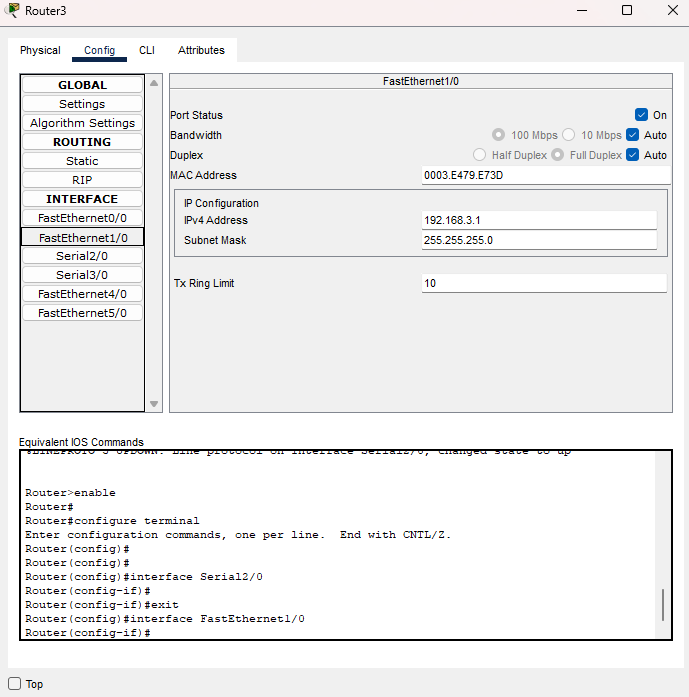 Router3
Physical Config CLI Attributes
GLOBAL
Settings
Algorithm Settings
ROUTING
Static
RIP
INTERFACE
FastEthernet0/0
FastEthernet1/0
Serial2/0
Serial3/0
FastEthernet4/0
FastEthernet5/0
FastEthernet1/0
Port Status On
Bandwidth 100 Mbps 10 Mbps Auto
Duplex Half Duplex Full Duplex Auto
MAC Address 0003.E479.E73D
IP Configuration
IPv4 Address 192.168.3.1
Subnet Mask 255.255.255.0
Tx Ring Limit 10
Equivalent IOS Commands
%LINEPROTO-5-UPDOWN: Line protocol on Interface Serial2/0, changed state to up
Router>enable
Router#
Router#configure terminal
Enter configuration commands, one per line. End with CNTL/Z.
Router(config)#
Router(config)#
Router(config)#interface Serial2/0
Router(config-if)#
Router(config-if)#exit
Router(config)#interface FastEthernet1/0
Router(config-if)#
Top